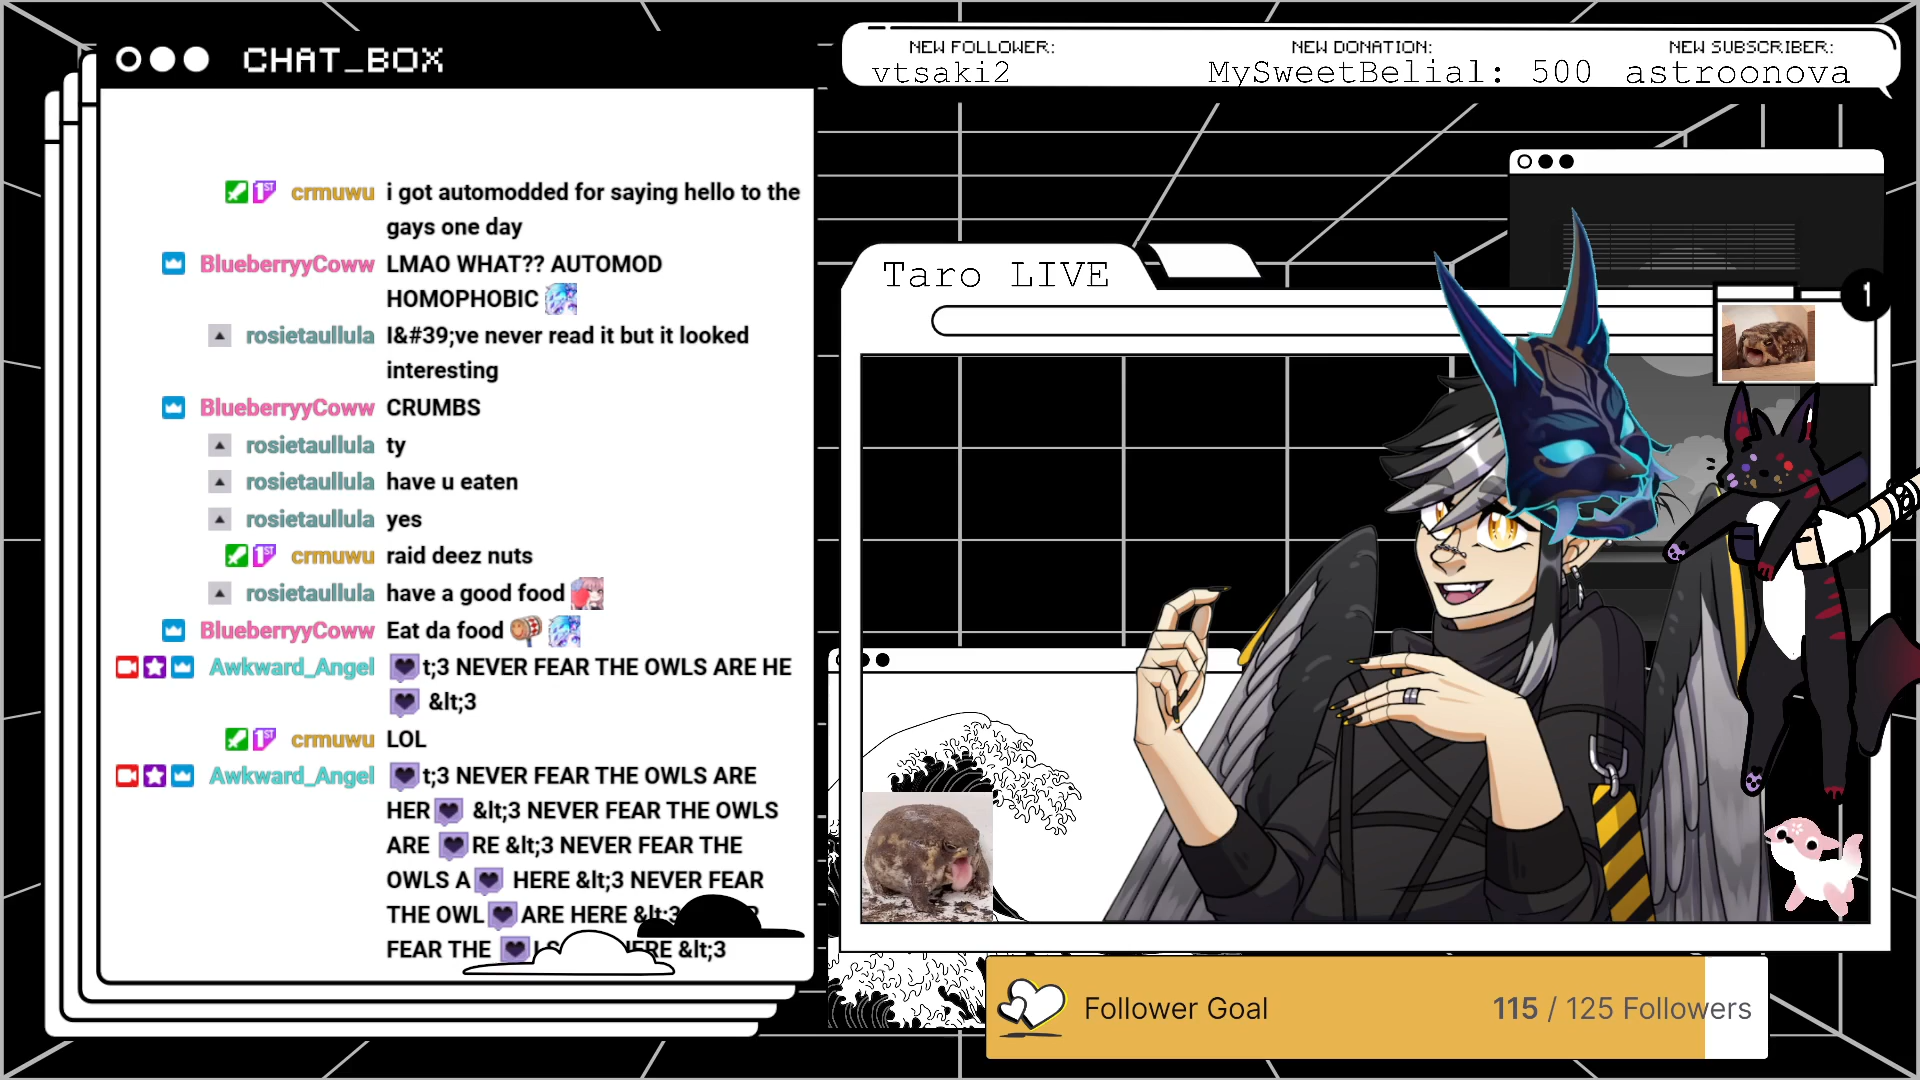 CHAT_BOX
NEW FOLLOWER:
vtsaki2
NEW DONATION:
MySweetBelial: 500
NEW SUBSCRIBER:
astroonova
crmuwu i got automodded for saying hello to the
gays one day
BlueberryyCoww LMAO WHAT?? AUTOMOD
HOMOPHOBIC
rosietaullula I&#39;ve never read it but it looked
interesting
BlueberryyCoww CRUMBS
rosietaullula ty
rosietaullula have u eaten
rosietaullula yes
crmuwu raid deez nuts
rosietaullula have a good food
BlueberryyCoww Eat da food
Awkward_Angel t;3 NEVER FEAR THE OWLS ARE HE
&lt;3
crmuwu LOL
Awkward_Angel t;3 NEVER FEAR THE OWLS ARE
HER &lt;3 NEVER FEAR THE OWLS
ARE RE &lt;3 NEVER FEAR THE
OWLS A HERE &lt;3 NEVER FEAR
THE OWL ARE HERE &lt;3
FEAR THE &lt;3
Taro LIVE
1
Follower Goal
115 / 125 Followers